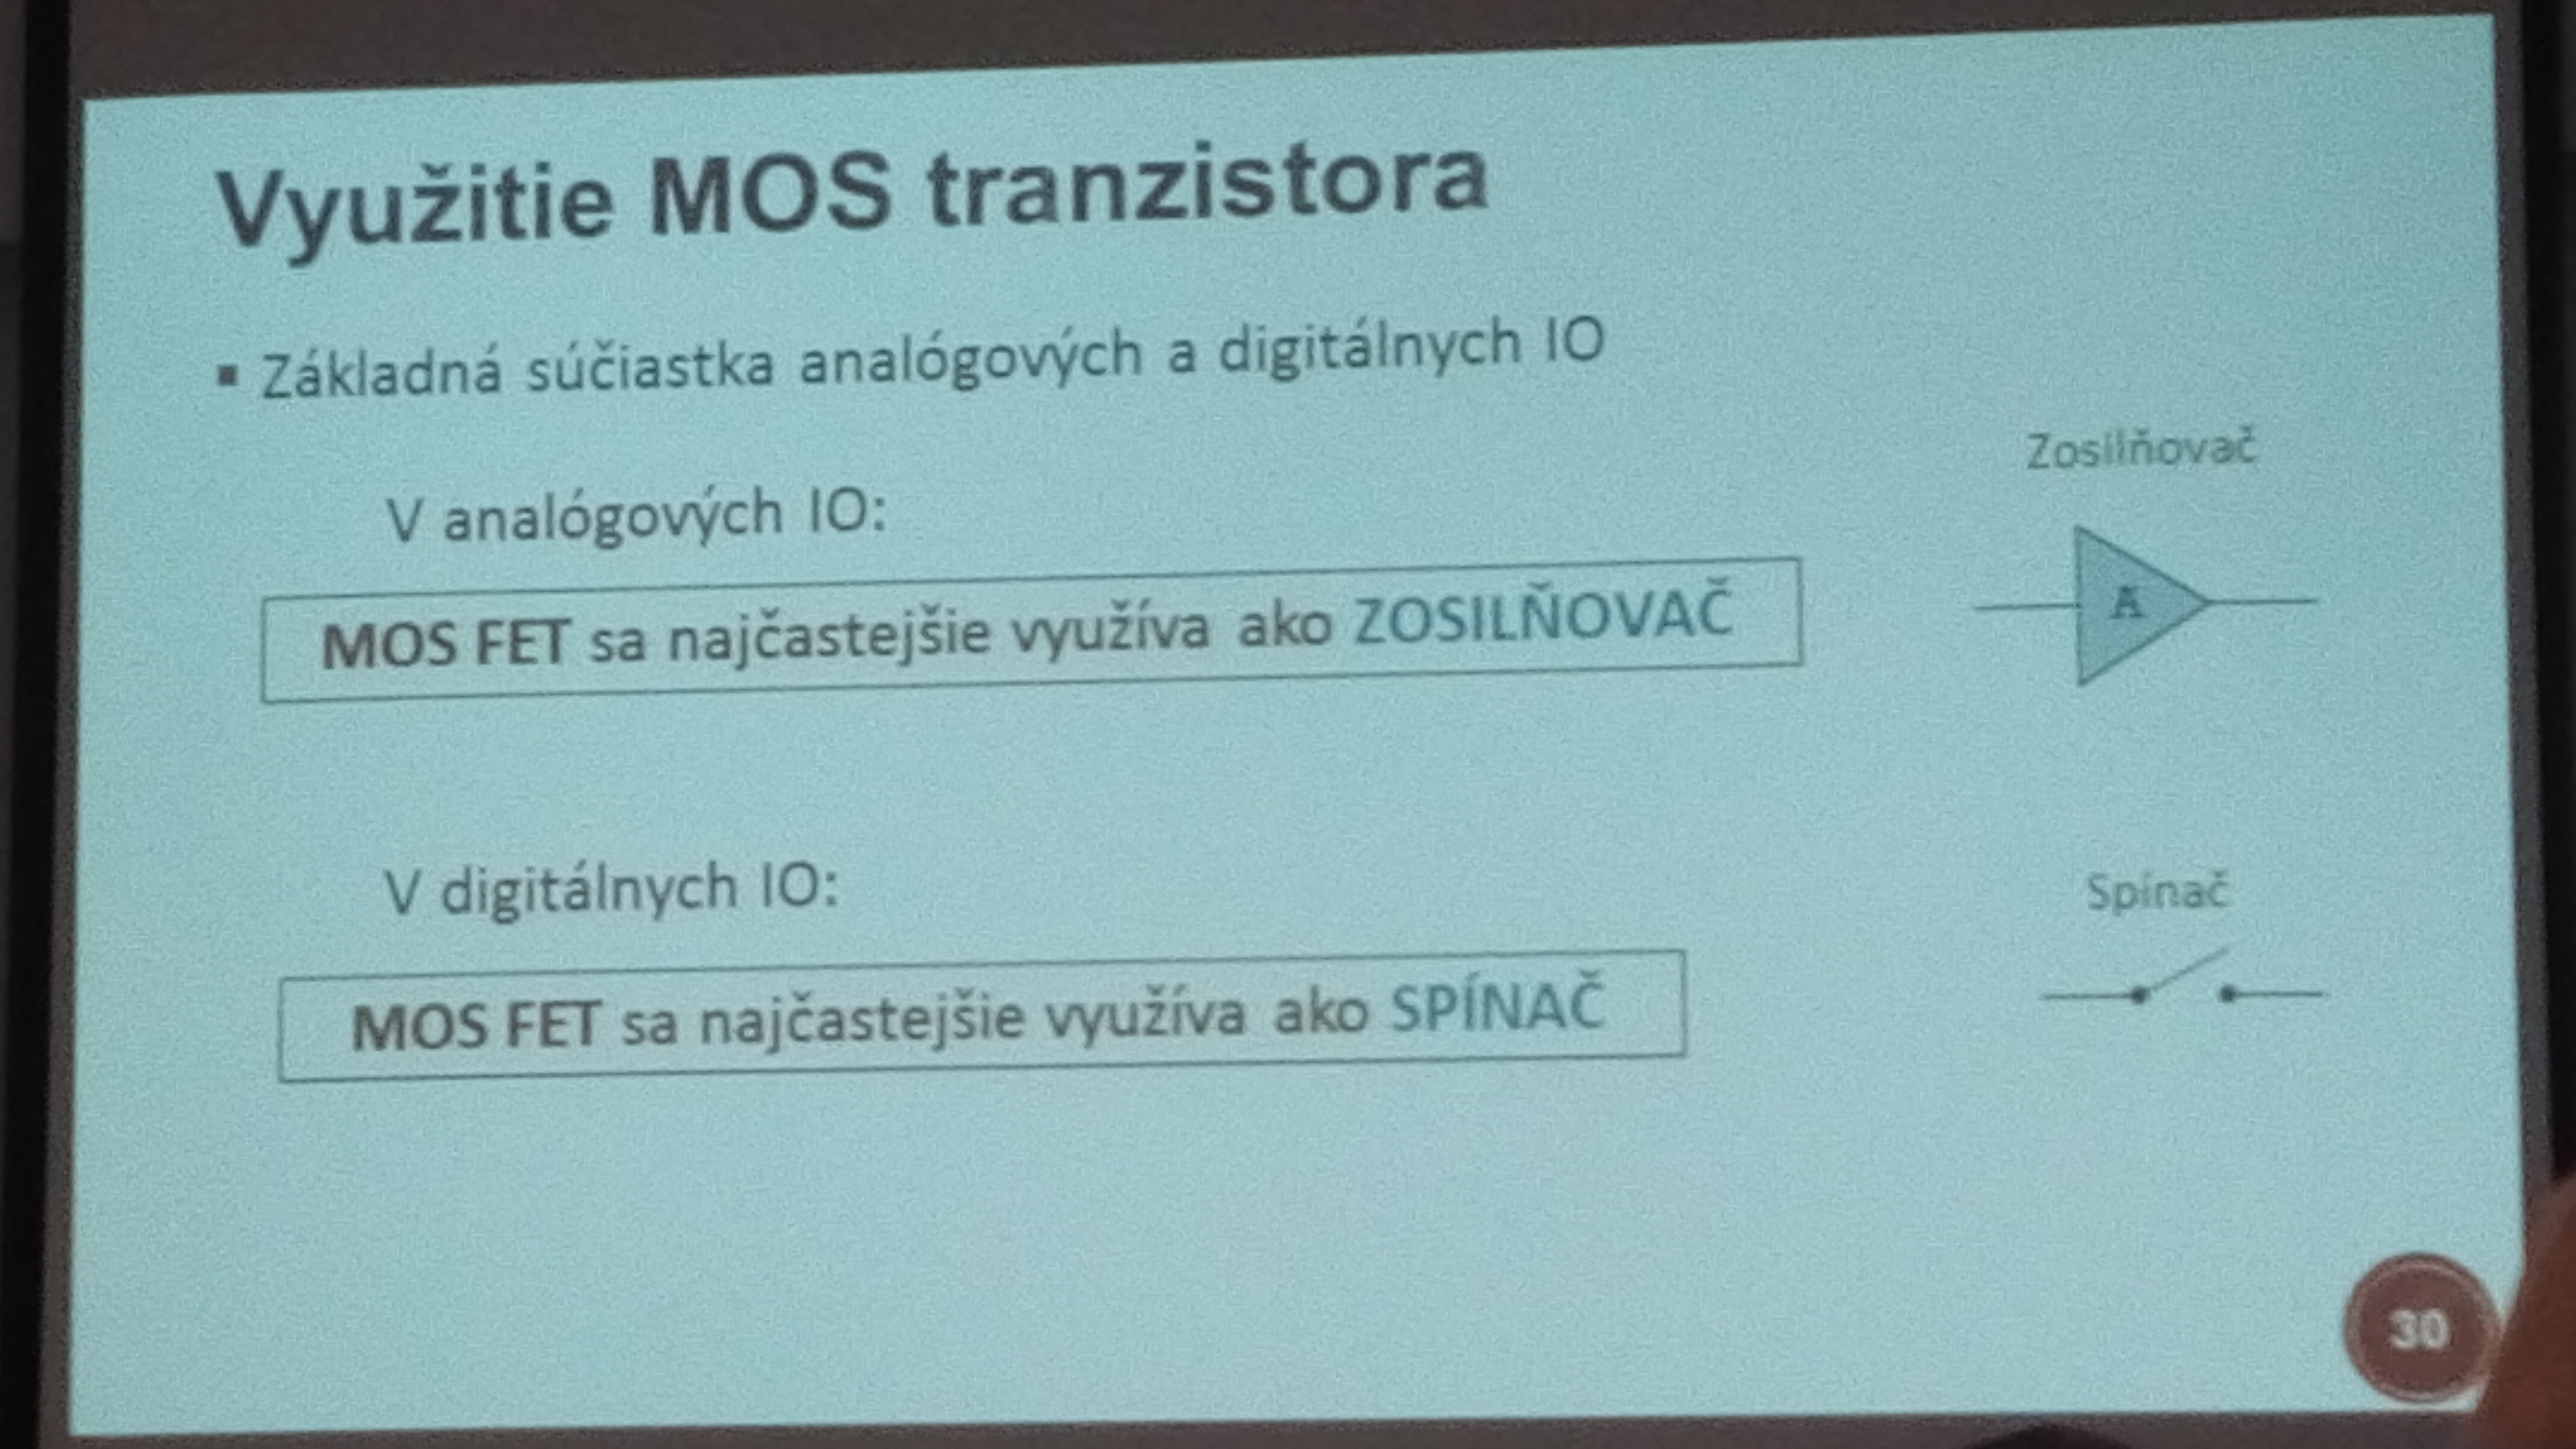 Využitie MOS tranzistora
▪ Základná súčiastka analógových a digitálnych IO
V analógových IO:
Zosilňovač
MOS FET sa najčastejšie využíva ako ZOSILŇOVAČ
A
V digitálnych IO:
Spínač
MOS FET sa najčastejšie využíva ako SPÍNAČ
30